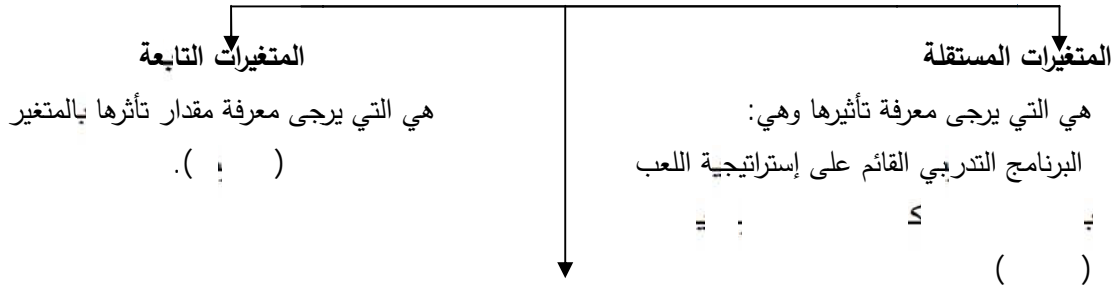 المتغيرات المستقلة
هي التي يرجى معرفة تأثيرها وهي:
البرنامج التدريبي القائم على إستراتيجية اللعب
( )
المتغيرات التابعة
هي التي يرجى معرفة مقدار تأثرها بالمتغير
( ).